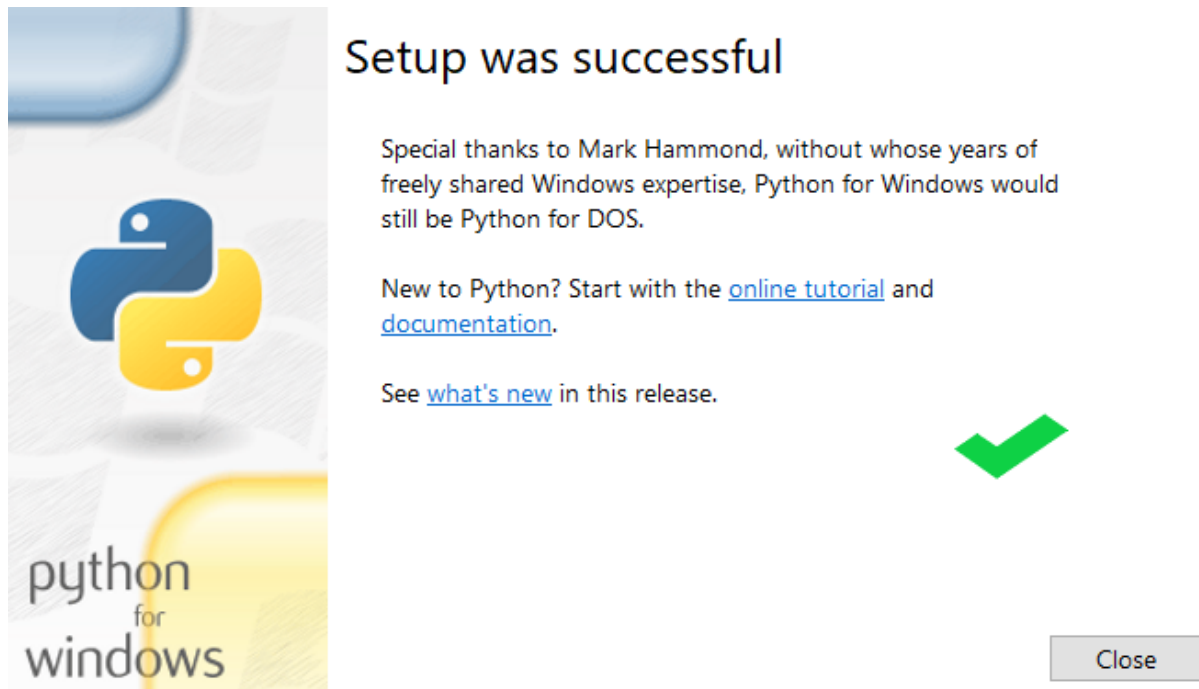 Setup was successful
Special thanks to Mark Hammond, without whose years of
freely shared Windows expertise, Python for Windows would
still be Python for DOS.
New to Python? Start with the online tutorial and
documentation.
See what's new in this release.
python
for
windows
Close